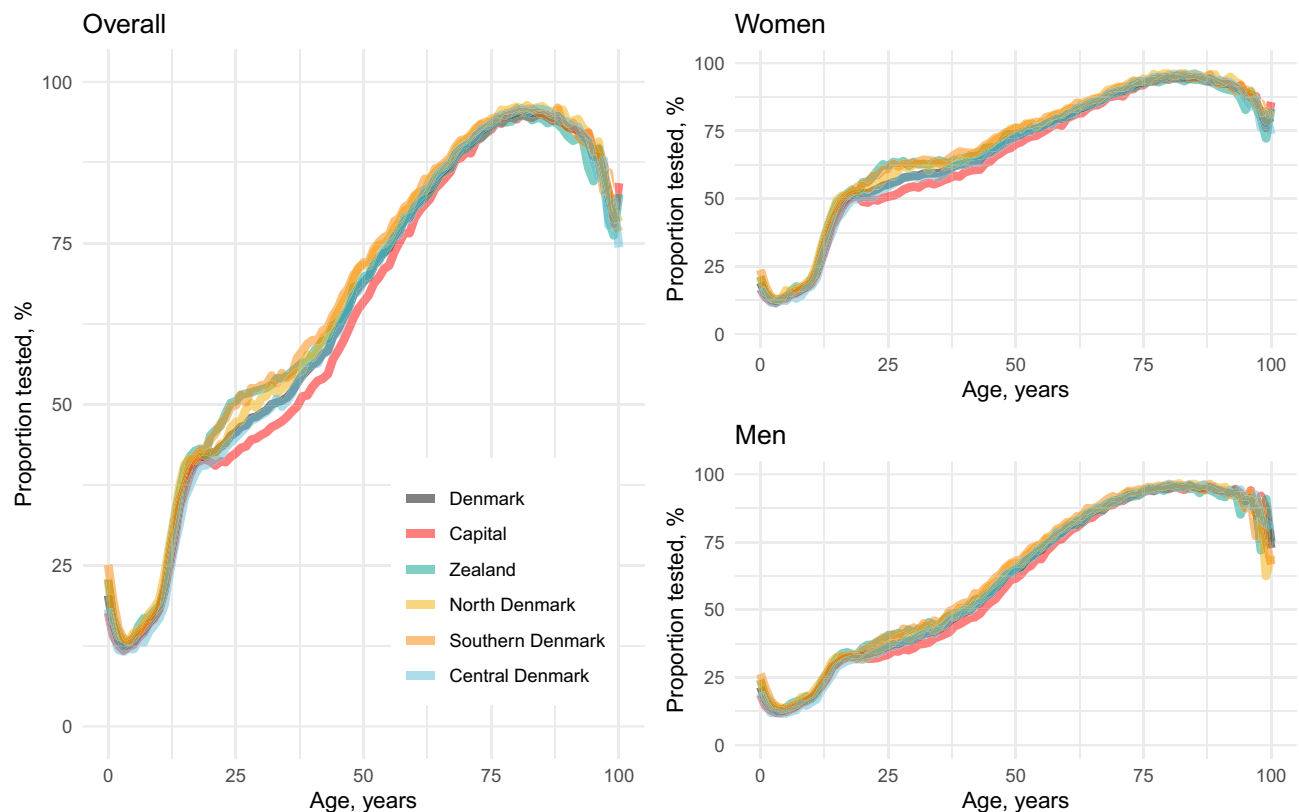 Overall
Proportion tested, %
100
75
50
25
0
0 25 50 75 100
Age, years
Denmark
Capital
Zealand
North Denmark
Southern Denmark
Central Denmark
Women
Proportion tested, %
100
75
50
25
0
0 25 50 75 100
Age, years
Men
Proportion tested, %
100
75
50
25
0
0 25 50 75 100
Age, years